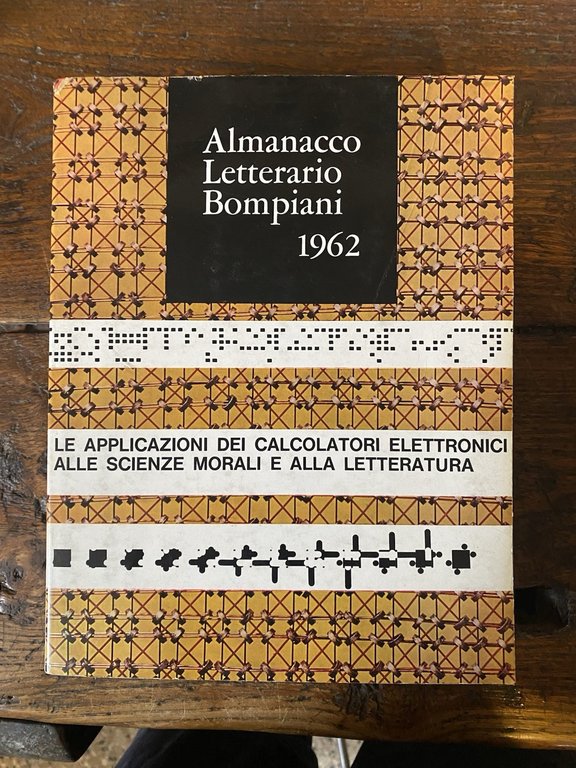 Almanacco
Letterario
Bompiani
1962
LE APPLICAZIONI DEI CALCOLATORI ELETTRONICI
ALLE SCIENZE MORALI E ALLA LETTERATURA